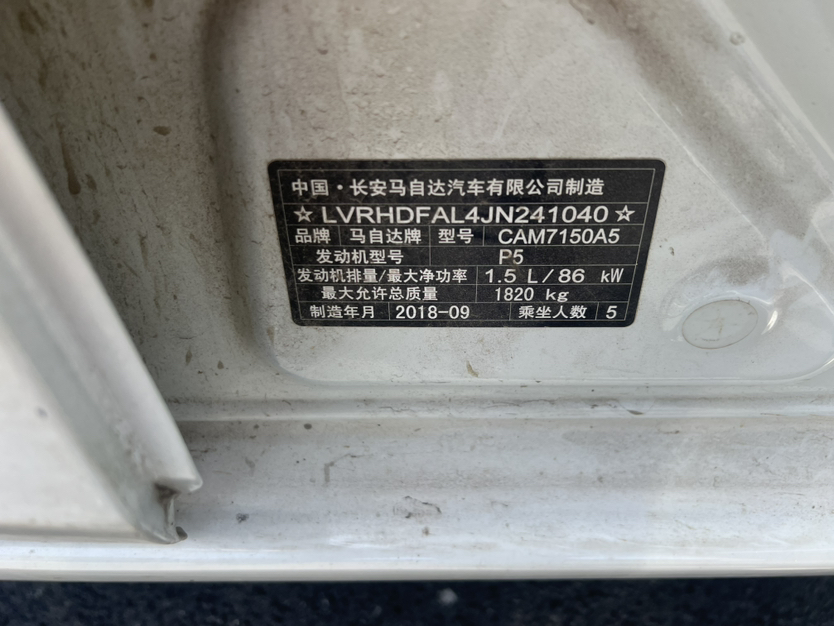 中国·长安马自达汽车有限公司制造
☆LVRHDFAL4JN241040☆
品牌 马自达牌 型号 CAM7150A5
发动机型号 P5
发动机排量/最大净功率 1.5 L/86 kW
最大允许总质量 1820 kg
制造年月 2018-09 乘坐人数 5